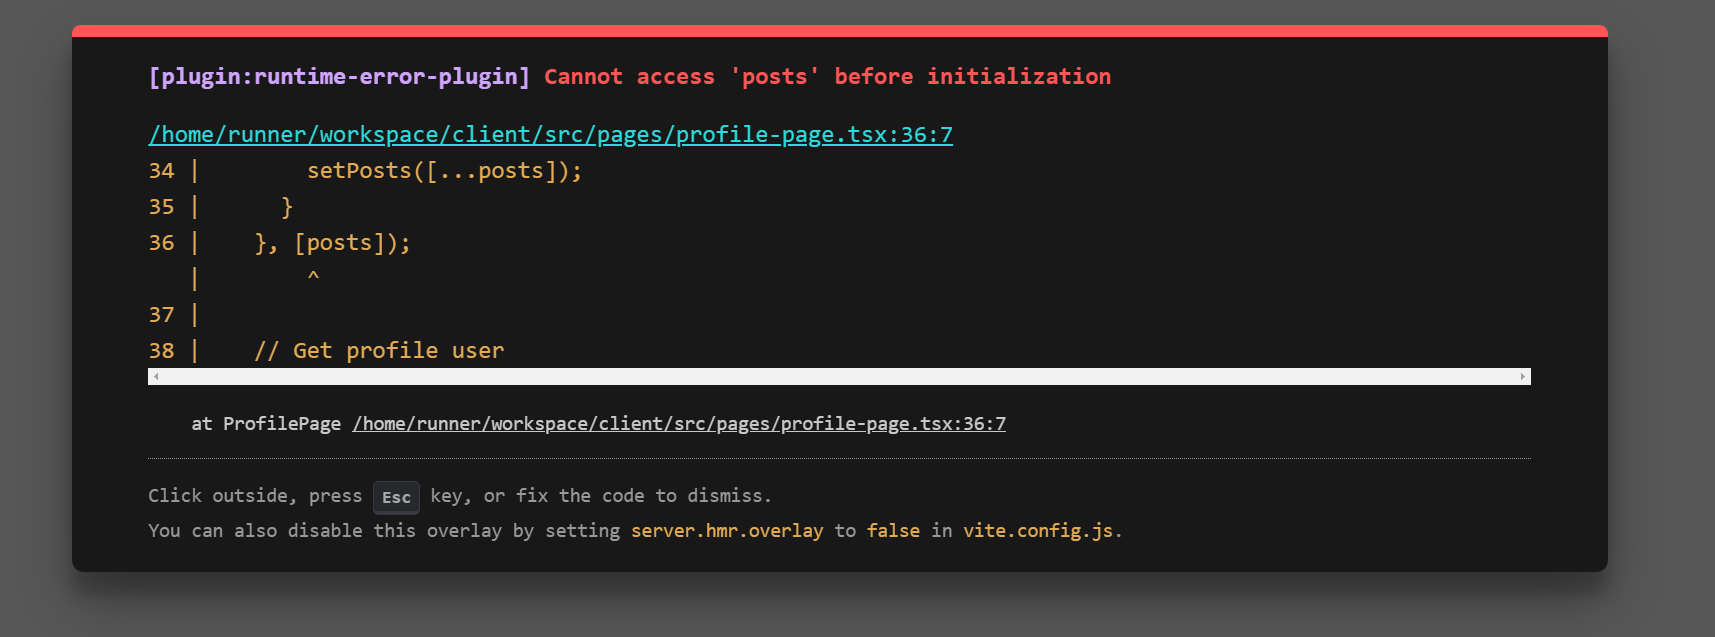 [plugin:runtime-error-plugin] Cannot access 'posts' before initialization
/home/runner/workspace/client/src/pages/profile-page.tsx:36:7
34 |        setPosts([...posts]);
35 |      }
36 |    }, [posts]);
   |        ^
37 |
38 |    // Get profile user
at ProfilePage /home/runner/workspace/client/src/pages/profile-page.tsx:36:7
Click outside, press Esc key, or fix the code to dismiss.
You can also disable this overlay by setting server.hmr.overlay to false in vite.config.js.